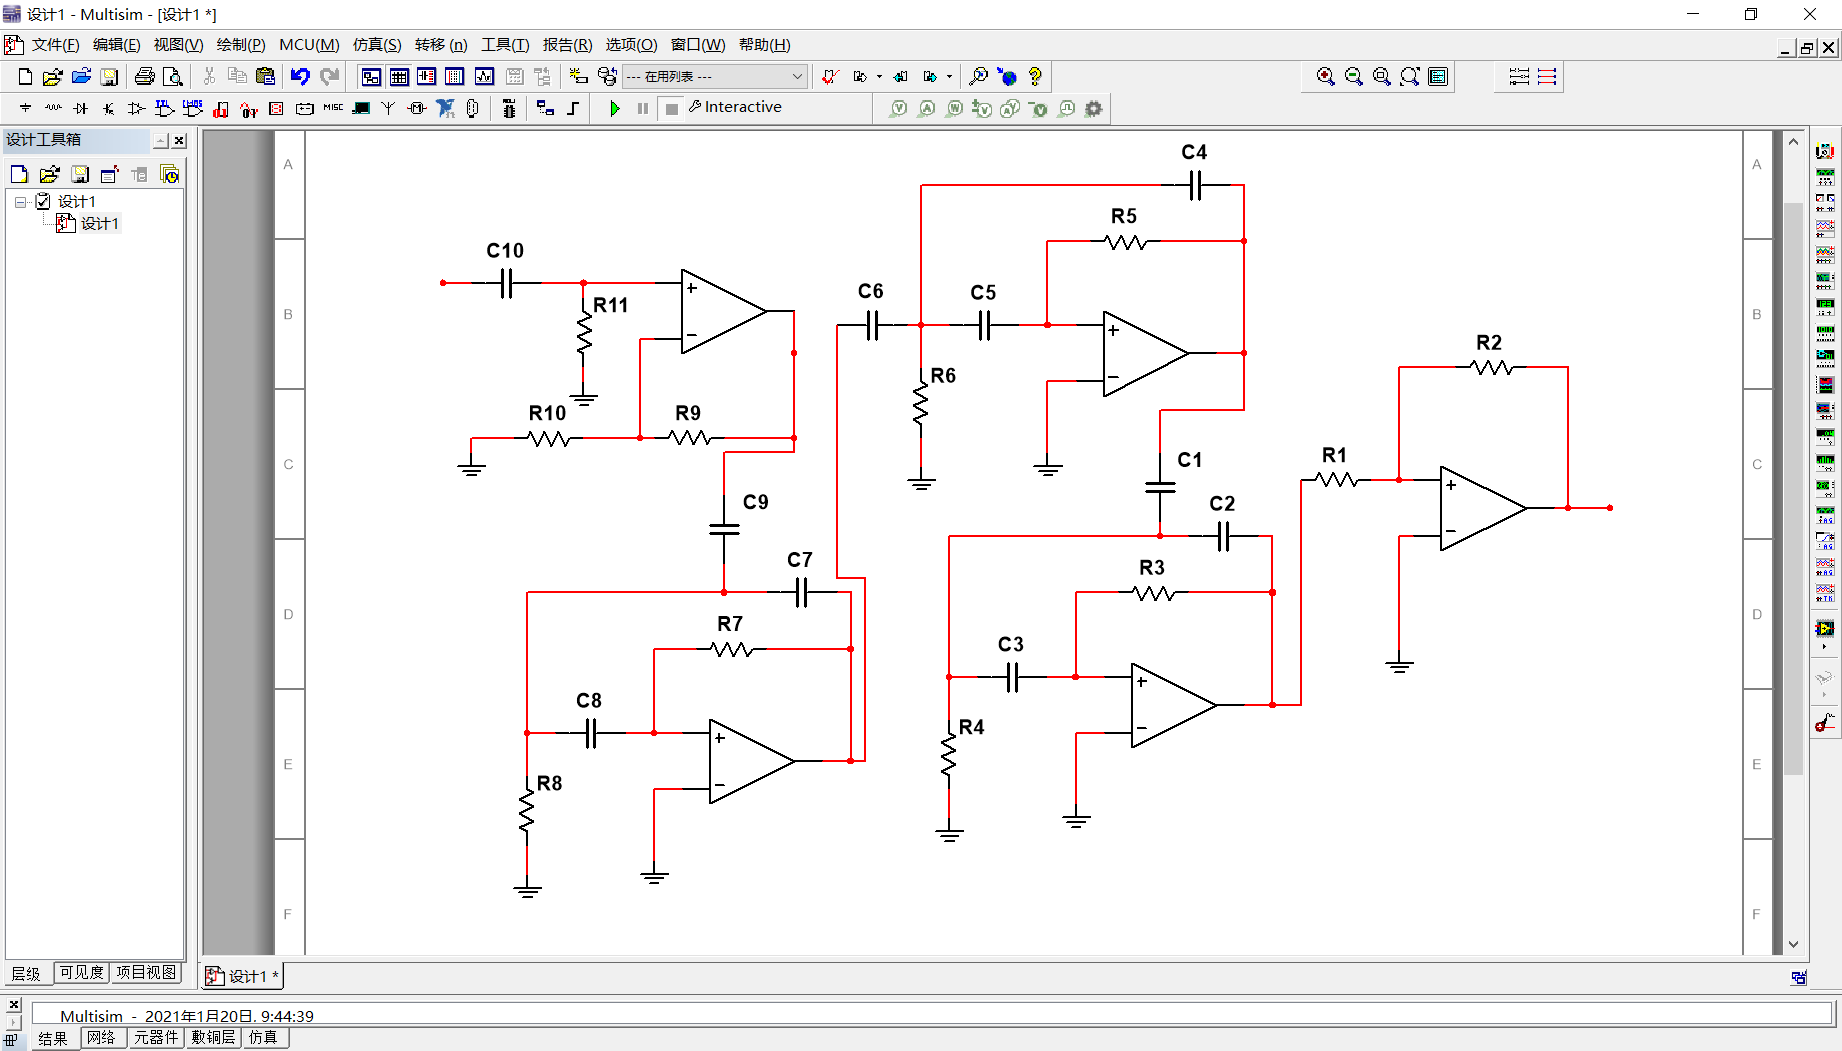 设计1 - Multisim - [设计1 *]
文件(F) 编辑(E) 视图(V) 绘制(P) MCU(M) 仿真(S) 转移 (n) 工具(T) 报告(R) 选项(O) 窗口(W) 帮助(H)
--- 在用列表 ---
MISC Interactive
设计工具箱
设计1
设计1
A A
C4
R5
C10
C6 C5
R11
B B
R2
R6
R10 R9
R1
C C
C1
C9 C2
C7 R3
D D
R7
C3
C8
R4
R8
E E
F F
层级 可见度 项目视图
设计1 *
Multisim - 2021年1月20日, 9:44:39
结果 网络 元器件 敷铜层 仿真